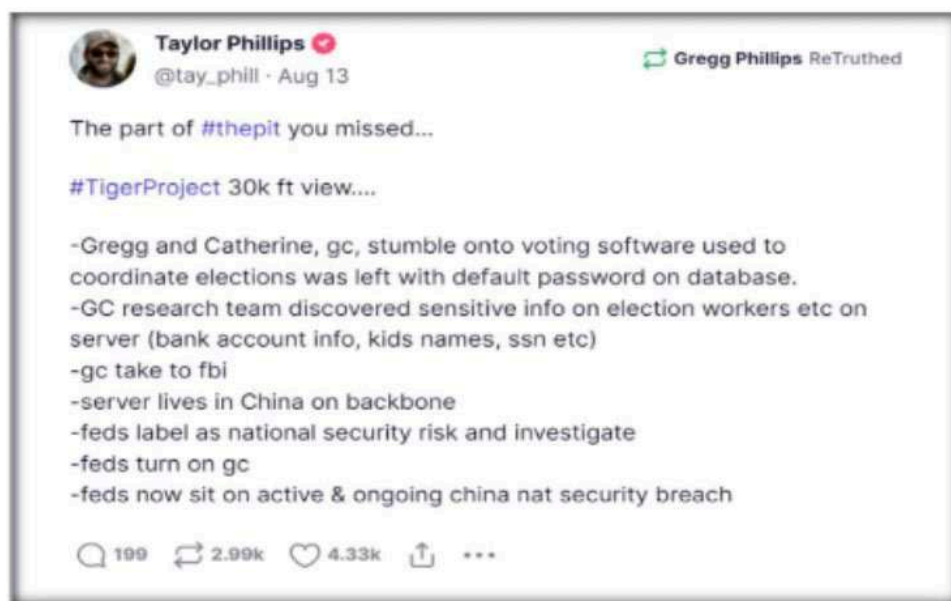 Taylor Phillips
Gregg Phillips ReTruthed
@tay_phill · Aug 13
The part of #thepit you missed...
#TigerProject 30k ft view....
-Gregg and Catherine, gc, stumble onto voting software used to
coordinate elections was left with default password on database.
-GC research team discovered sensitive info on election workers etc on
server (bank account info, kids names, ssn etc)
-gc take to fbi
-server lives in China on backbone
-feds label as national security risk and investigate
-feds turn on gc
-feds now sit on active & ongoing china nat security breach
199 2.99k 4.33k